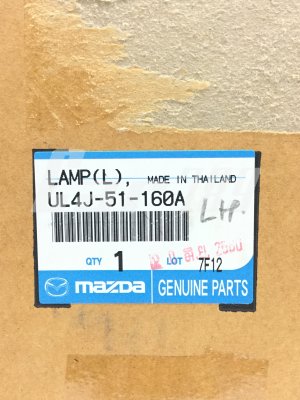 LAMP(L), MADE IN THAILAND
UL4J-51-160A
LH.
QTY 1 LOT 7F12
mazda GENUINE PARTS